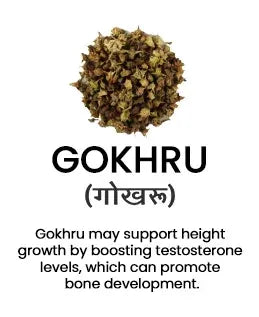 GOKHRU
(गोखरू)
Gokhru may support height
growth by boosting testosterone
levels, which can promote
bone development.